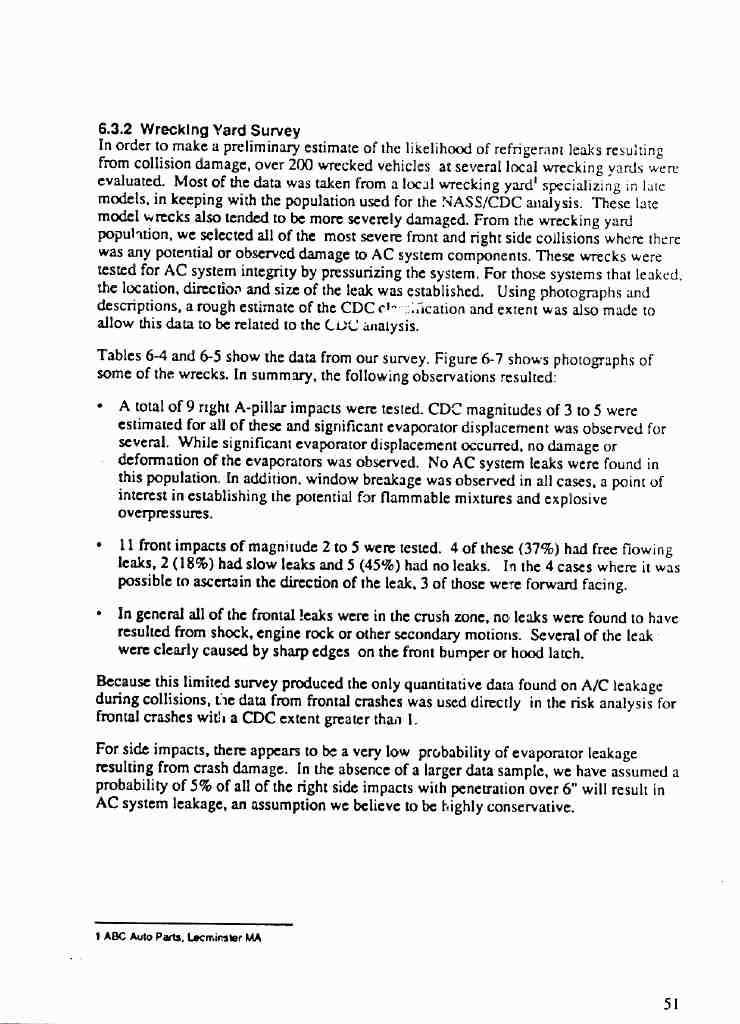 6.3.2 Wrecking Yard Survey
In order to make a preliminary estimate of the likelihood of refrigerant leaks resulting
from collision damage, over 200 wrecked vehicles at several local wrecking yards were
evaluated. Most of the data was taken from a local wrecking yard¹ specializing in late
models, in keeping with the population used for the NASS/CDC analysis. These late
model wrecks also tended to be more severely damaged. From the wrecking yard
population, we selected all of the most severe front and right side collisions where there
was any potential or observed damage to AC system components. These wrecks were
tested for AC system integrity by pressurizing the system. For those systems that leaked,
the location, direction and size of the leak was established. Using photographs and
descriptions, a rough estimate of the CDC and extent was also made to
allow this data to be related to the CDC analysis.
Tables 6-4 and 6-5 show the data from our survey. Figure 6-7 shows photographs of
some of the wrecks. In summary, the following observations resulted:
• A total of 9 right A-pillar impacts were tested. CDC magnitudes of 3 to 5 were
estimated for all of these and significant evaporator displacement was observed for
several. While significant evaporator displacement occurred, no damage or
deformation of the evaporators was observed. No AC system leaks were found in
this population. In addition, window breakage was observed in all cases, a point of
interest in establishing the potential for flammable mixtures and explosive
overpressures.
• 11 front impacts of magnitude 2 to 5 were tested. 4 of these (37%) had free flowing
leaks, 2 (18%) had slow leaks and 5 (45%) had no leaks. In the 4 cases where it was
possible to ascertain the direction of the leak, 3 of those were forward facing.
• In general all of the frontal leaks were in the crush zone, no leaks were found to have
resulted from shock, engine rock or other secondary motions. Several of the leak
were clearly caused by sharp edges on the front bumper or hood latch.
Because this limited survey produced the only quantitative data found on A/C leakage
during collisions, the data from frontal crashes was used directly in the risk analysis for
frontal crashes with a CDC extent greater than 1.
For side impacts, there appears to be a very low probability of evaporator leakage
resulting from crash damage. In the absence of a larger data sample, we have assumed a
probability of 5% of all of the right side impacts with penetration over 6" will result in
AC system leakage, an assumption we believe to be highly conservative.
1 ABC Auto Parts, Lecminster MA
51